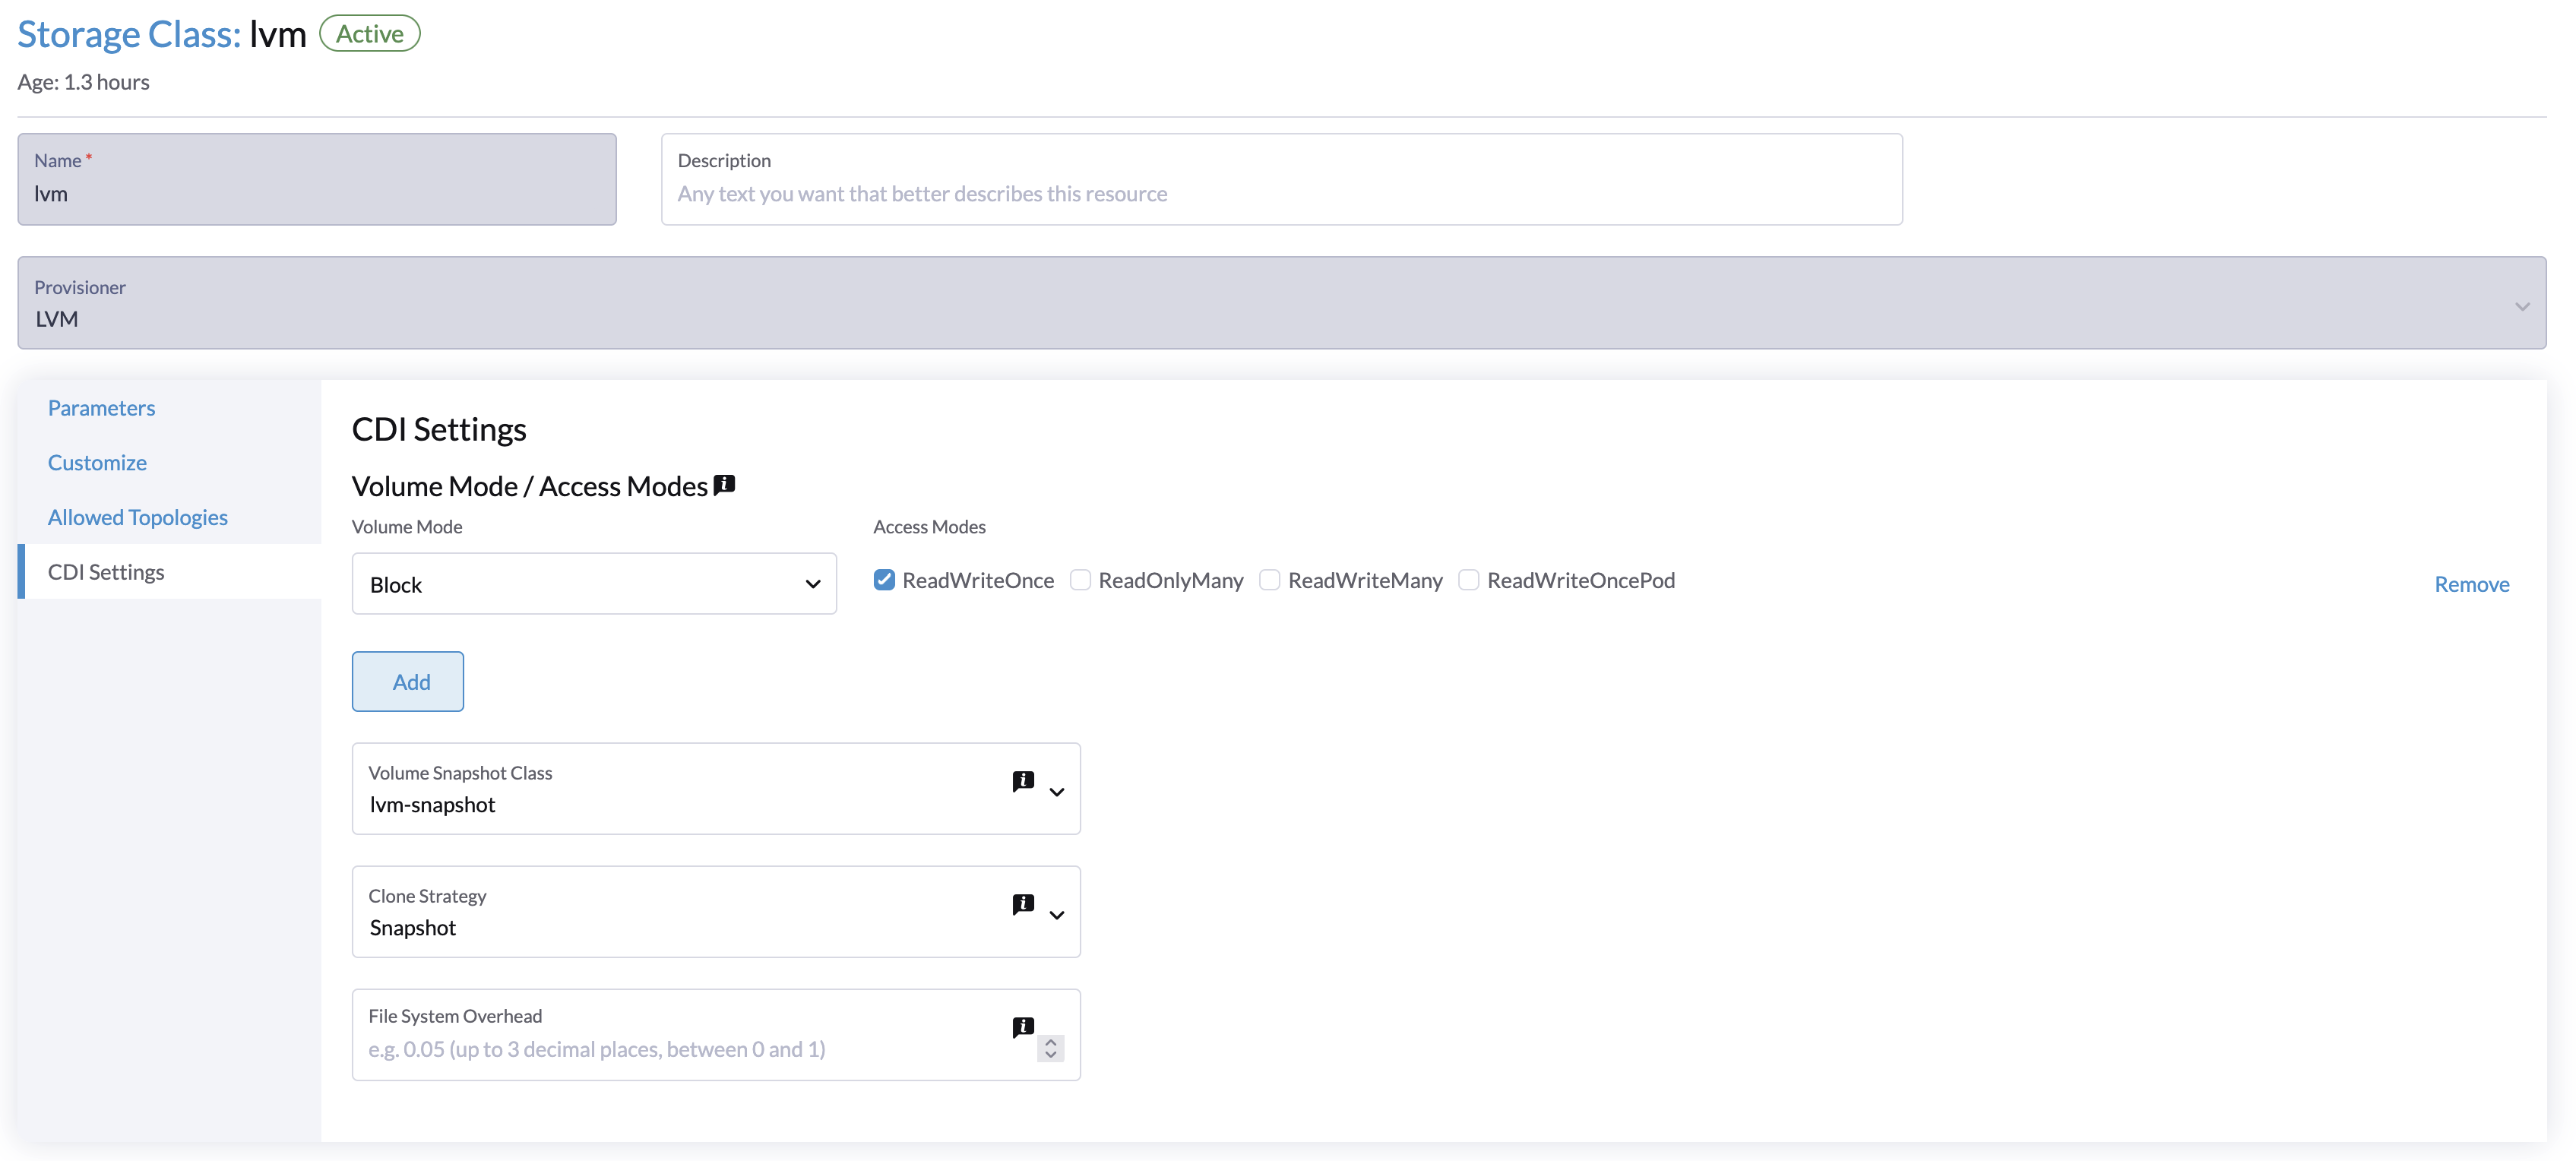 Storage Class: lvm Active
Age: 1.3 hours
Name *
lvm
Description
Any text you want that better describes this resource
Provisioner
LVM
Parameters
Customize
Allowed Topologies
CDI Settings
CDI Settings
Volume Mode / Access Modes
Volume Mode
Block
Access Modes
ReadWriteOnce ReadOnlyMany ReadWriteMany ReadWriteOncePod
Remove
Add
Volume Snapshot Class
lvm-snapshot
Clone Strategy
Snapshot
File System Overhead
e.g. 0.05 (up to 3 decimal places, between 0 and 1)